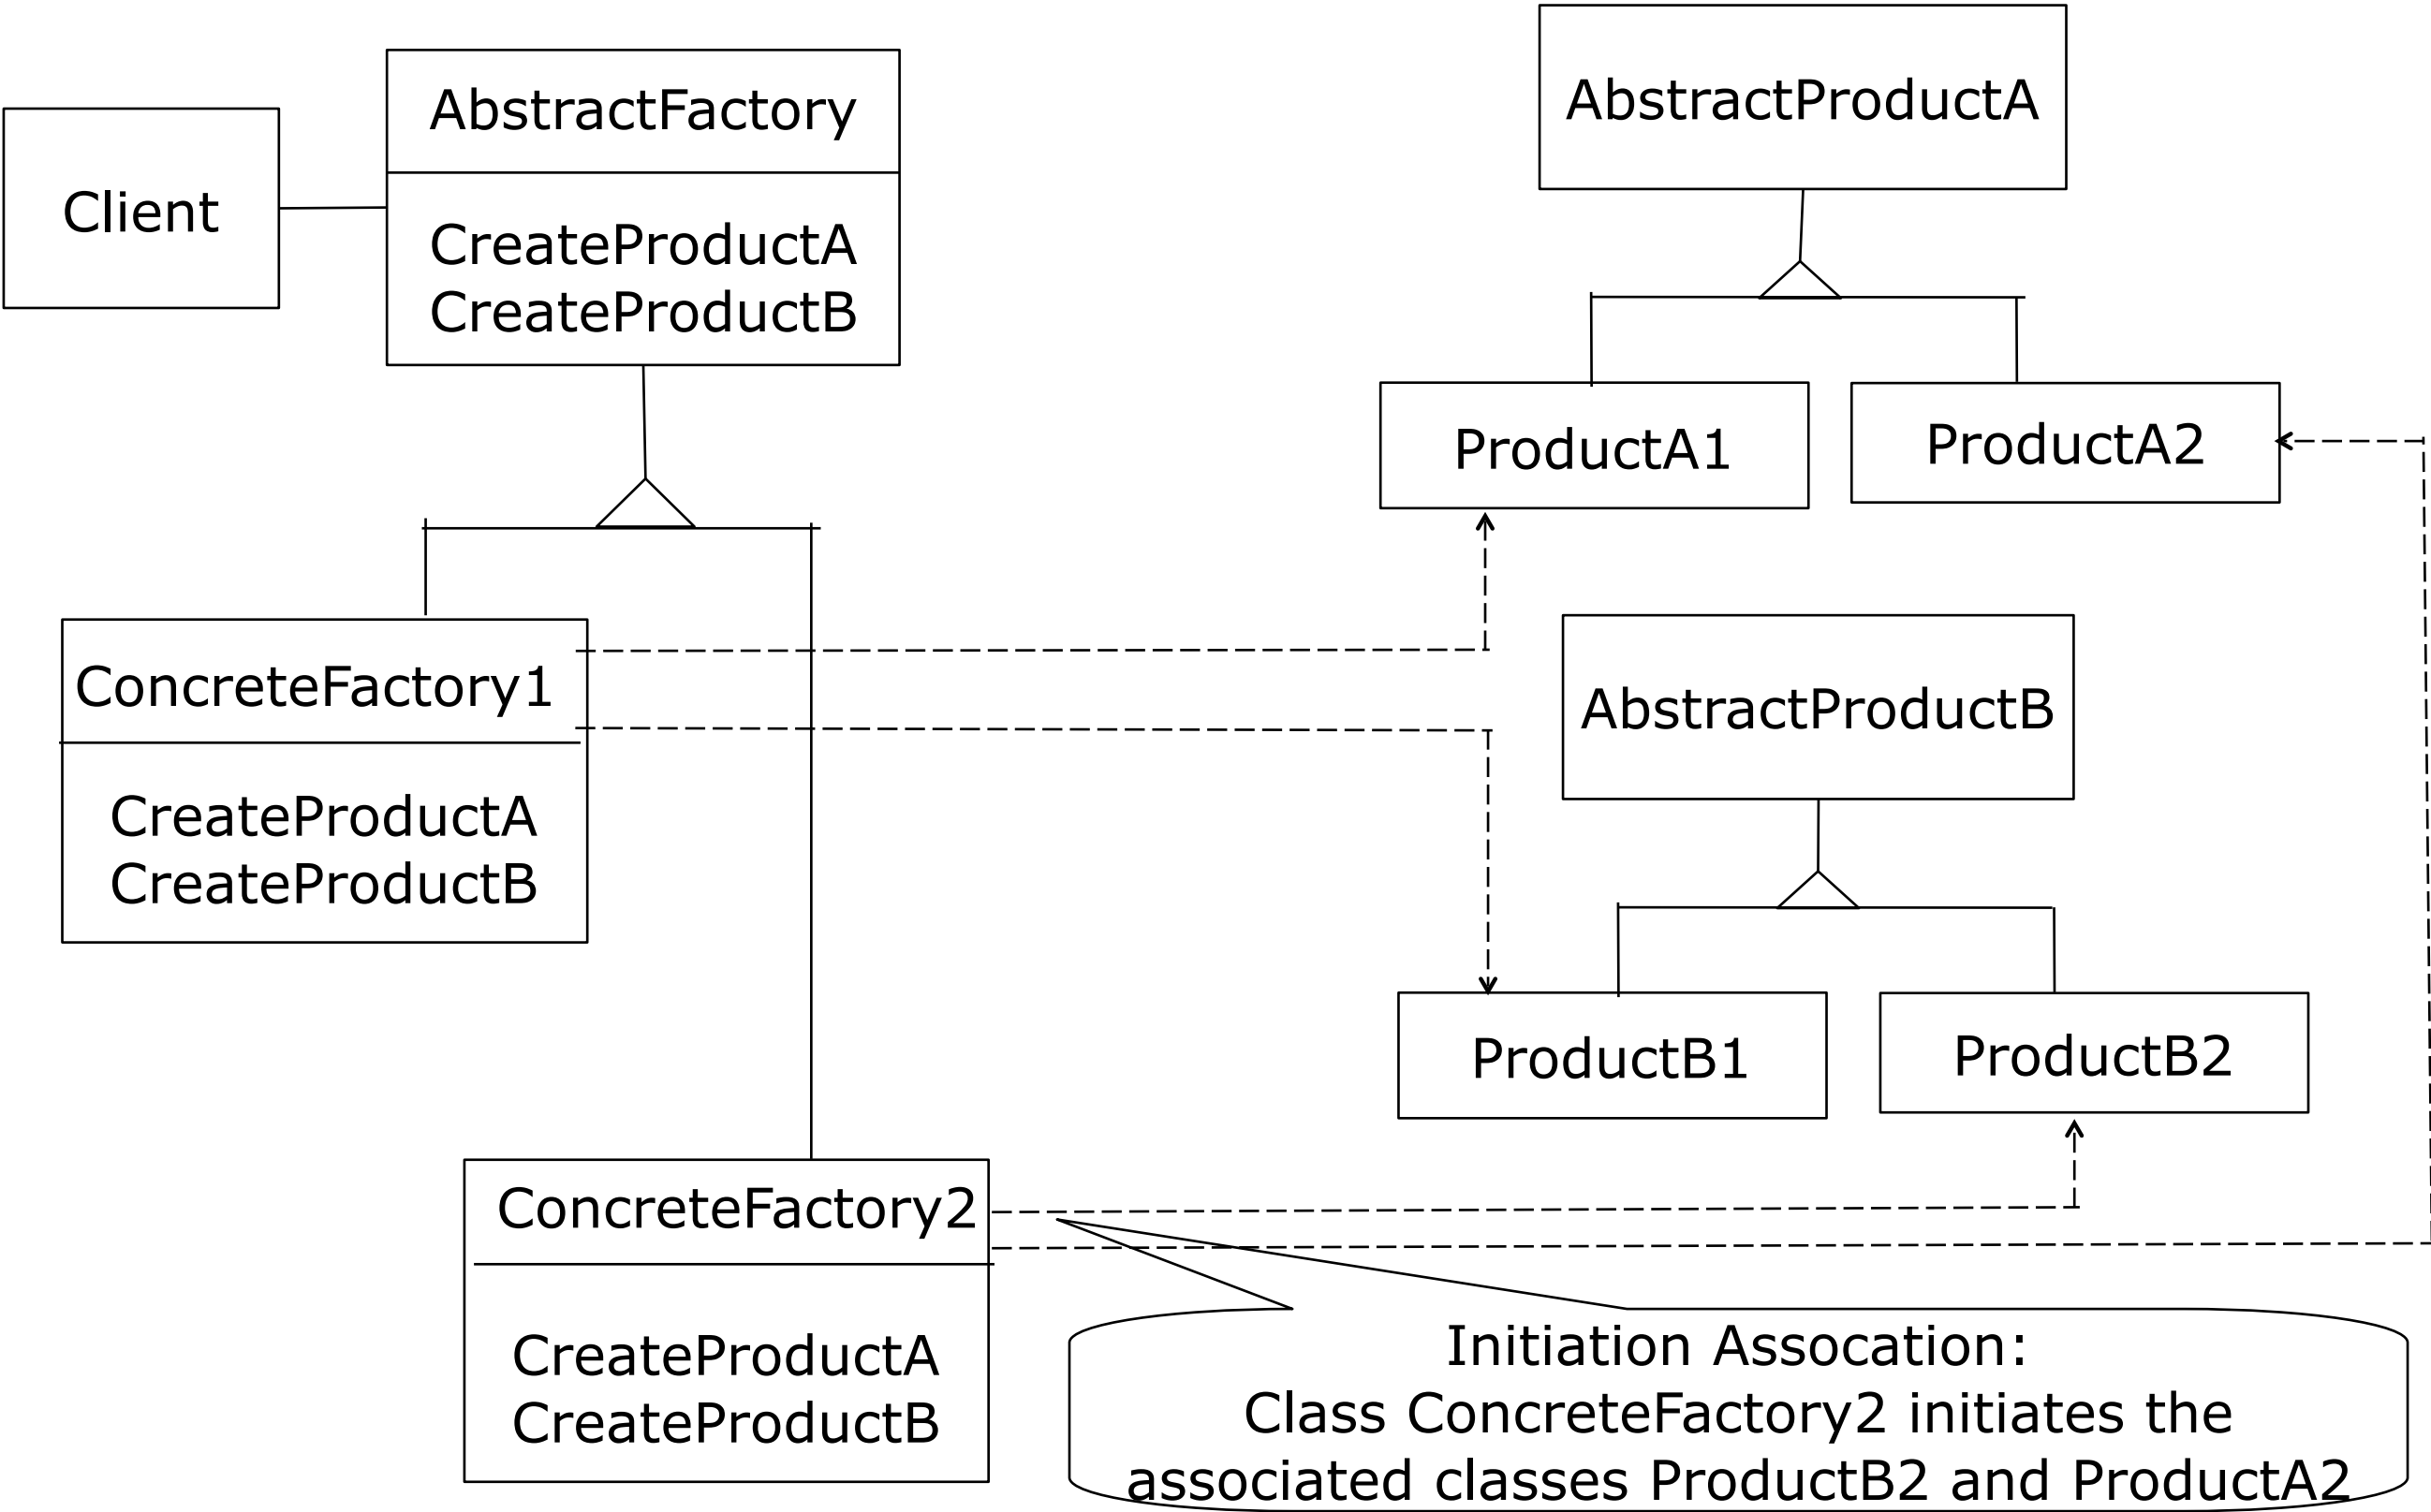 Client
AbstractFactory
CreateProductA
CreateProductB
AbstractProductA
ProductA1
ProductA2
ConcreteFactory1
CreateProductA
CreateProductB
AbstractProductB
ProductB1
ProductB2
ConcreteFactory2
CreateProductA
CreateProductB
Initiation Assocation:
Class ConcreteFactory2 initiates the
associated classes ProductB2 and ProductA2